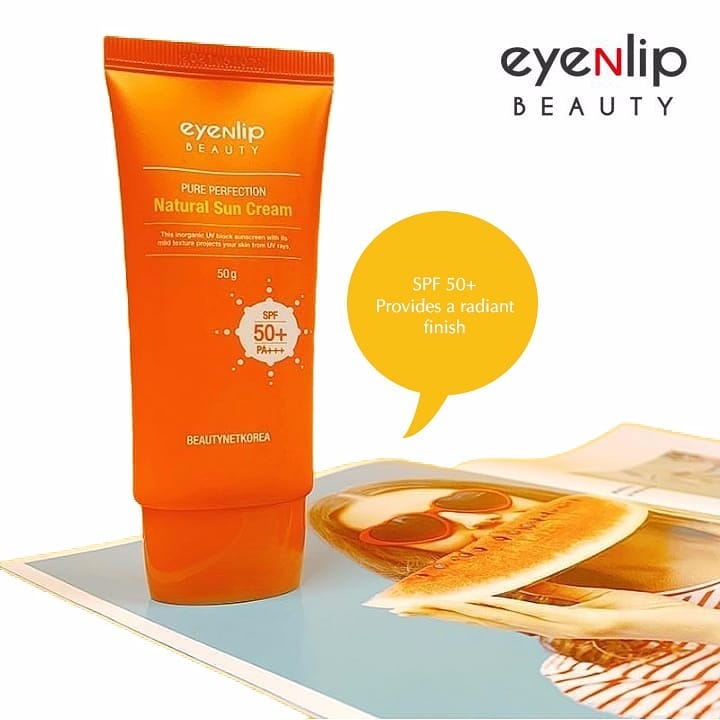 eyeNlip
BEAUTY
eyeNlip
BEAUTY
PURE PERFECTION
Natural Sun Cream
This inorganic UV block sunscreen with its
mild texture projects your skin from UV rays.
50g
SPF
50+
PA+++
BEAUTYNETKOREA
SPF 50+
Provides a radiant
finish